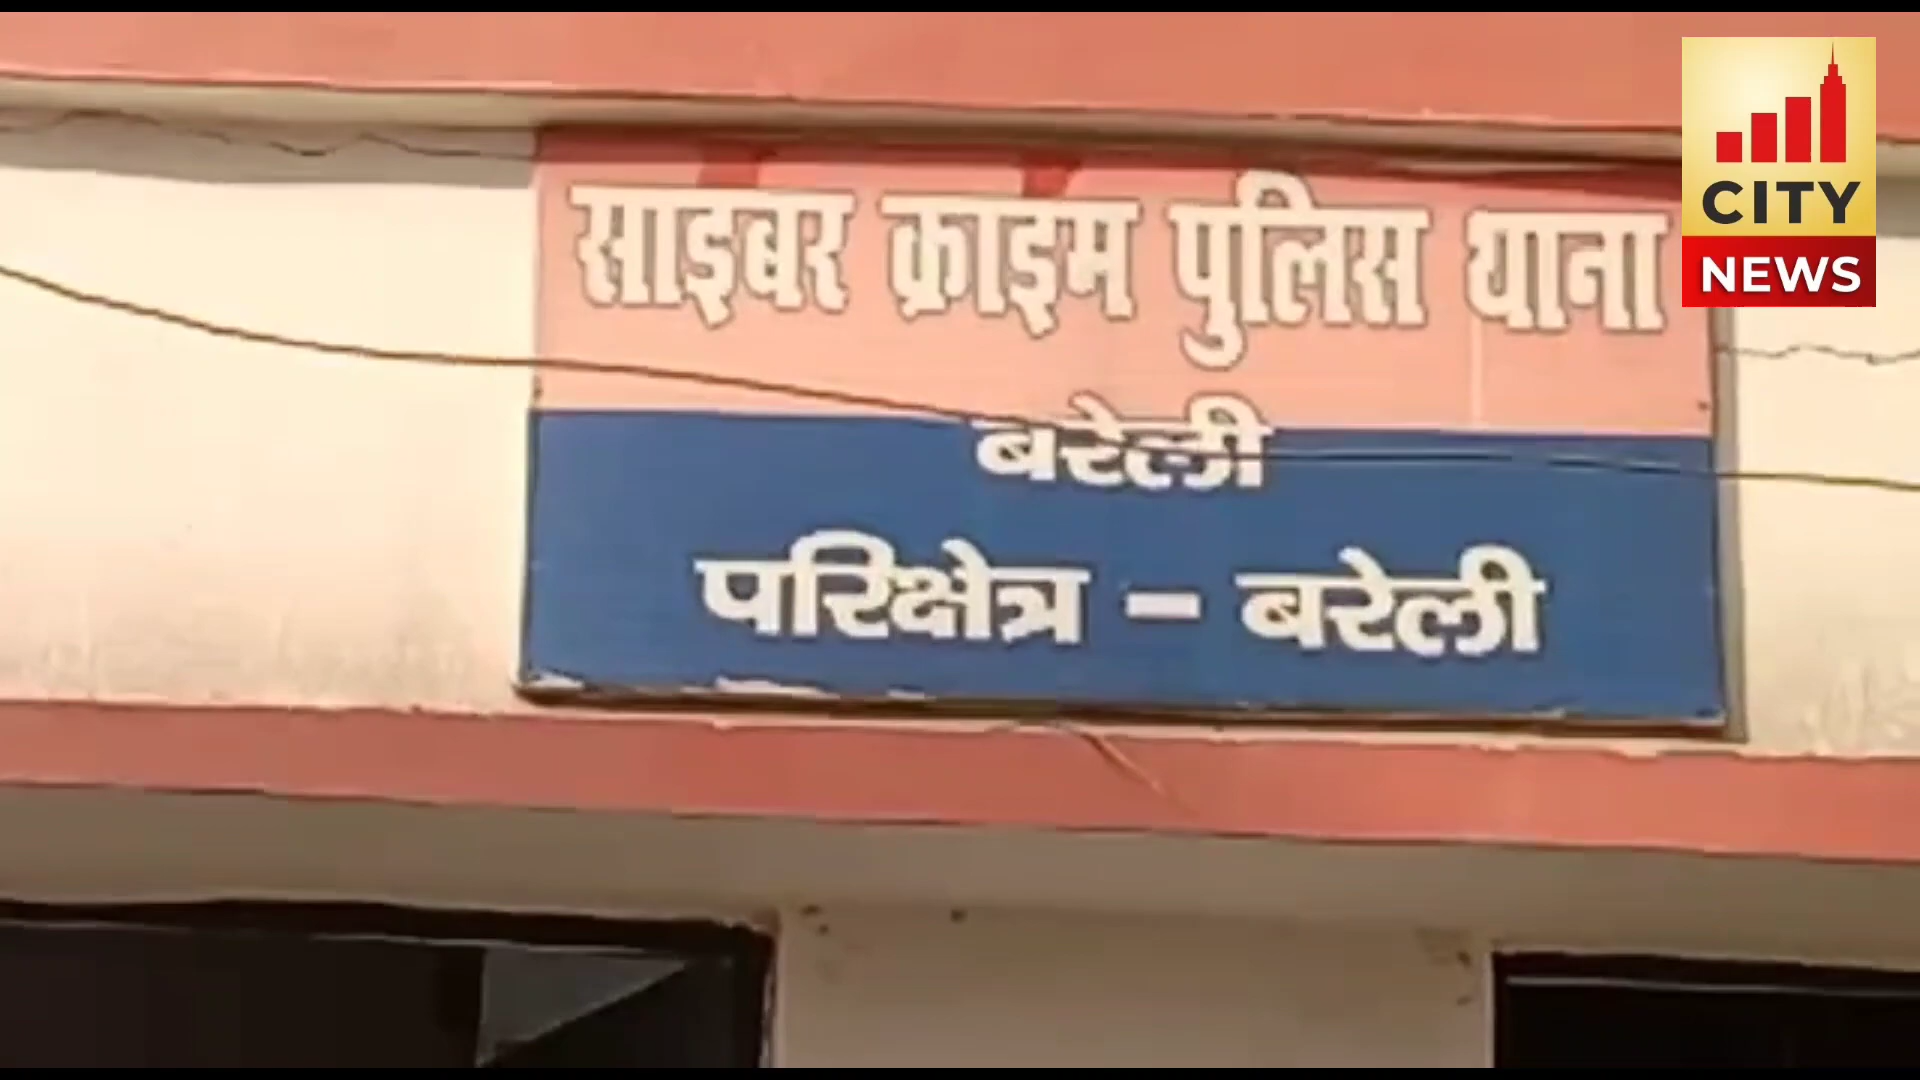 साइबर क्राइम पुलिस थाना
बरेली
परिक्षेत्र - बरेली
CITY
NEWS